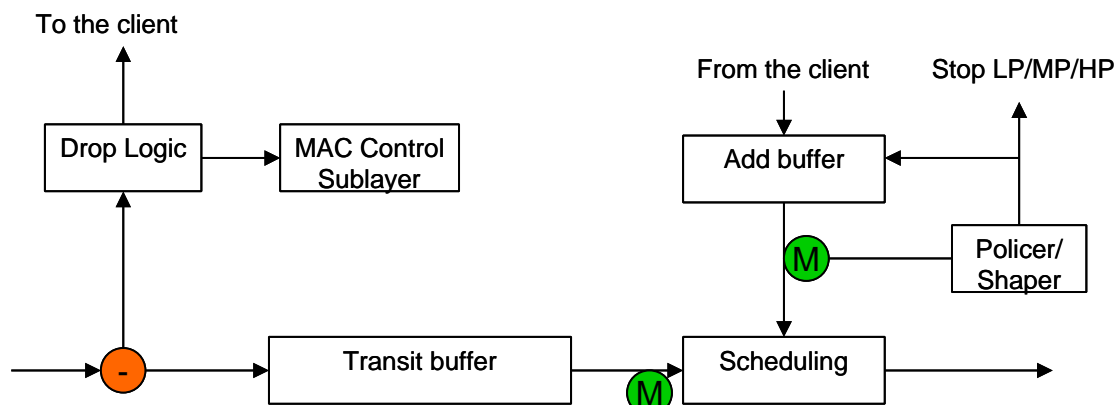 To the client
From the client
Stop LP/MP/HP
Drop Logic
MAC Control
Sublayer
Add buffer
M
Policer/
Shaper
-
Transit buffer
M
Scheduling